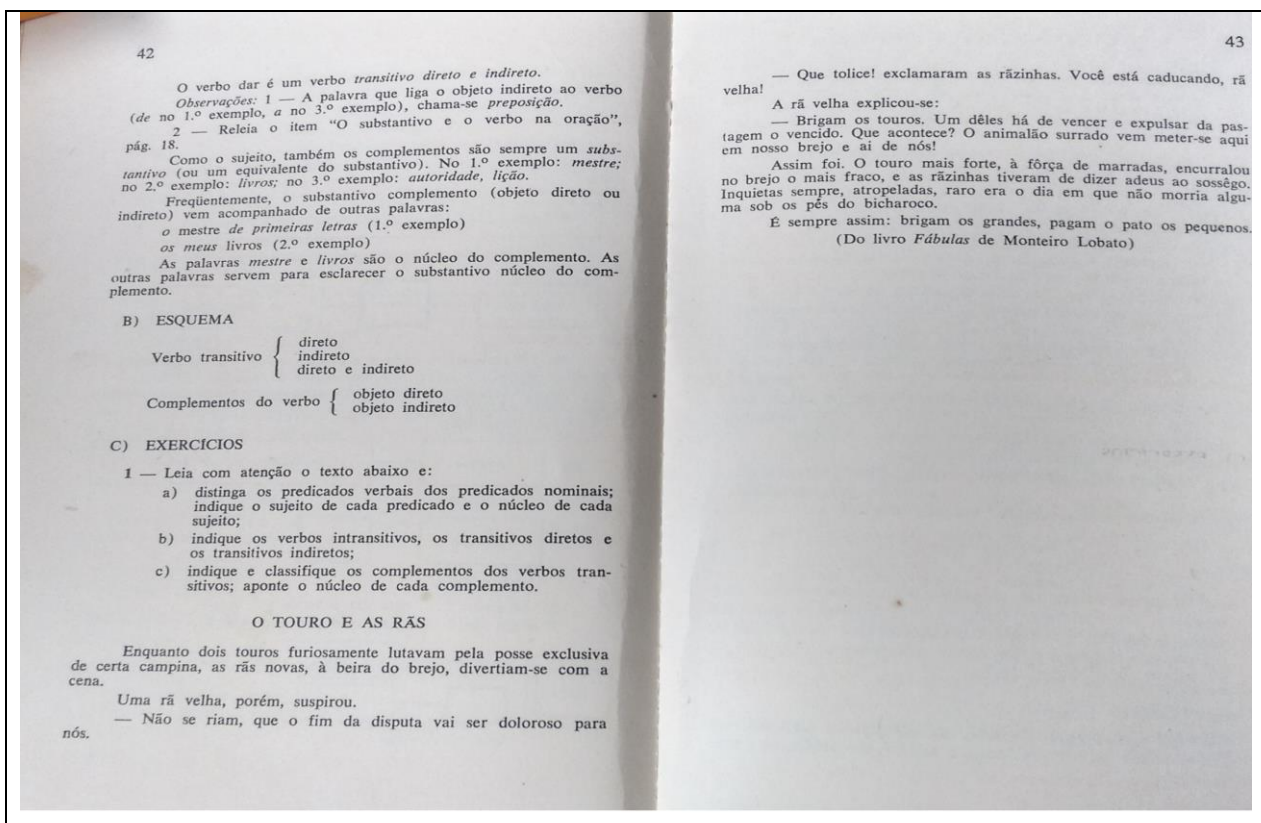 42
O verbo dar é um verbo transitivo direto e indireto.
Observações: 1 — A palavra que liga o objeto indireto ao verbo
(de no 1.º exemplo, a no 3.º exemplo), chama-se preposição.
2 — Releia o item “O substantivo e o verbo na oração”,
pág. 18.
Como o sujeito, também os complementos são sempre um subs-
tantivo (ou um equivalente do substantivo). No 1.º exemplo: mestre;
no 2.º exemplo: livros; no 3.º exemplo: autoridade, lição.
Freqüentemente, o substantivo complemento (objeto direto ou
indireto) vem acompanhado de outras palavras:
o mestre de primeiras letras (1.º exemplo)
os meus livros (2.º exemplo)
As palavras mestre e livros são o núcleo do complemento. As
outras palavras servem para esclarecer o substantivo núcleo do com-
plemento.
B) ESQUEMA
direto
Verbo transitivo { indireto
direto e indireto
Complementos do verbo { objeto direto
objeto indireto
C) EXERCÍCIOS
1 — Leia com atenção o texto abaixo e:
a) distinga os predicados verbais dos predicados nominais;
indique o sujeito de cada predicado e o núcleo de cada
sujeito;
b) indique os verbos intransitivos, os transitivos diretos e
os transitivos indiretos;
c) indique e classifique os complementos dos verbos tran-
sitivos; aponte o núcleo de cada complemento.
O TOURO E AS RÃS
Enquanto dois touros furiosamente lutavam pela posse exclusiva
de certa campina, as rãs novas, à beira do brejo, divertiam-se com a
cena.
Uma rã velha, porém, suspirou.
— Não se riam, que o fim da disputa vai ser doloroso para
nós.
43
— Que tolice! exclamaram as rãzinhas. Você está caducando, rã
velha!
A rã velha explicou-se:
— Brigam os touros. Um dêles há de vencer e expulsar da pas-
tagem o vencido. Que acontece? O animalão surrado vem meter-se aqui
em nosso brejo e ai de nós!
Assim foi. O touro mais forte, à fôrça de marradas, encurralou
no brejo o mais fraco, e as rãzinhas tiveram de dizer adeus ao sossêgo.
Inquietas sempre, atropeladas, raro era o dia em que não morria algu-
ma sob os pés do bicharoco.
É sempre assim: brigam os grandes, pagam o pato os pequenos.
(Do livro Fábulas de Monteiro Lobato)